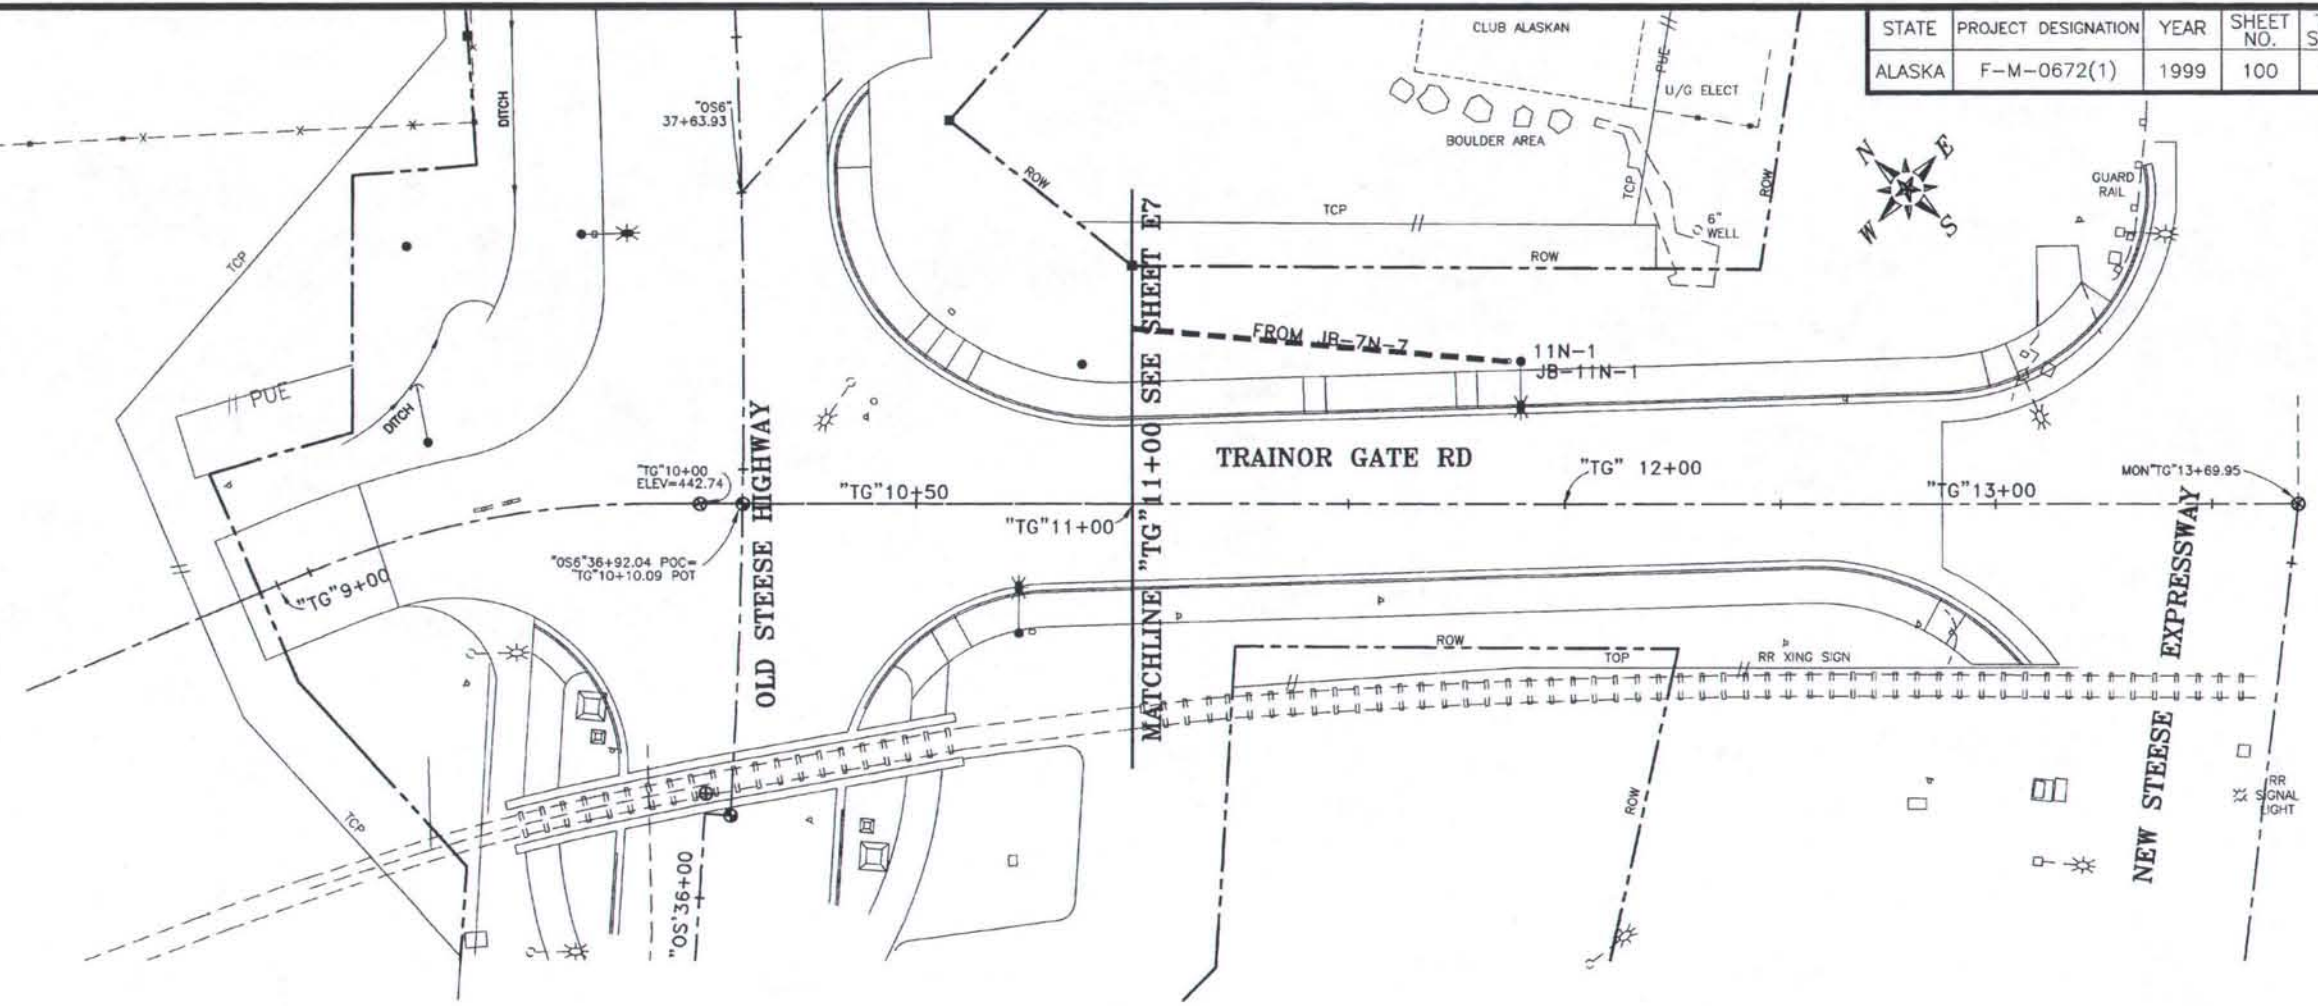 STATE PROJECT DESIGNATION YEAR SHEET NO.
ALASKA F-M-0672(1) 1999 100
CLUB ALASKAN
PUE
U/G ELECT
BOULDER AREA
"OS6"
37+63.93
DITCH
ROW
TCP
TCP
ROW
N
E
W
S
GUARD
RAIL
6"
WELL
TCP
ROW
TCP
// PUE
DITCH
FROM JB-7N-7
11N-1
JB-11N-1
MATCHLINE "TG" 11+00 SEE SHEET E7
TRAINOR GATE RD
"TG"10+00
ELEV=442.74
"TG"10+50
"TG"11+00
"TG" 12+00
"TG"13+00
MON"TG"13+69.95
OLD STEESE HIGHWAY
"OS6"36+92.04 POC=
"TG"10+10.09 POT
"TG"9+00
ROW
TOP
RR XING SIGN
NEW STEESE EXPRESSWAY
ROW
RR
SIGNAL
LIGHT
TCP
"OS'36+00